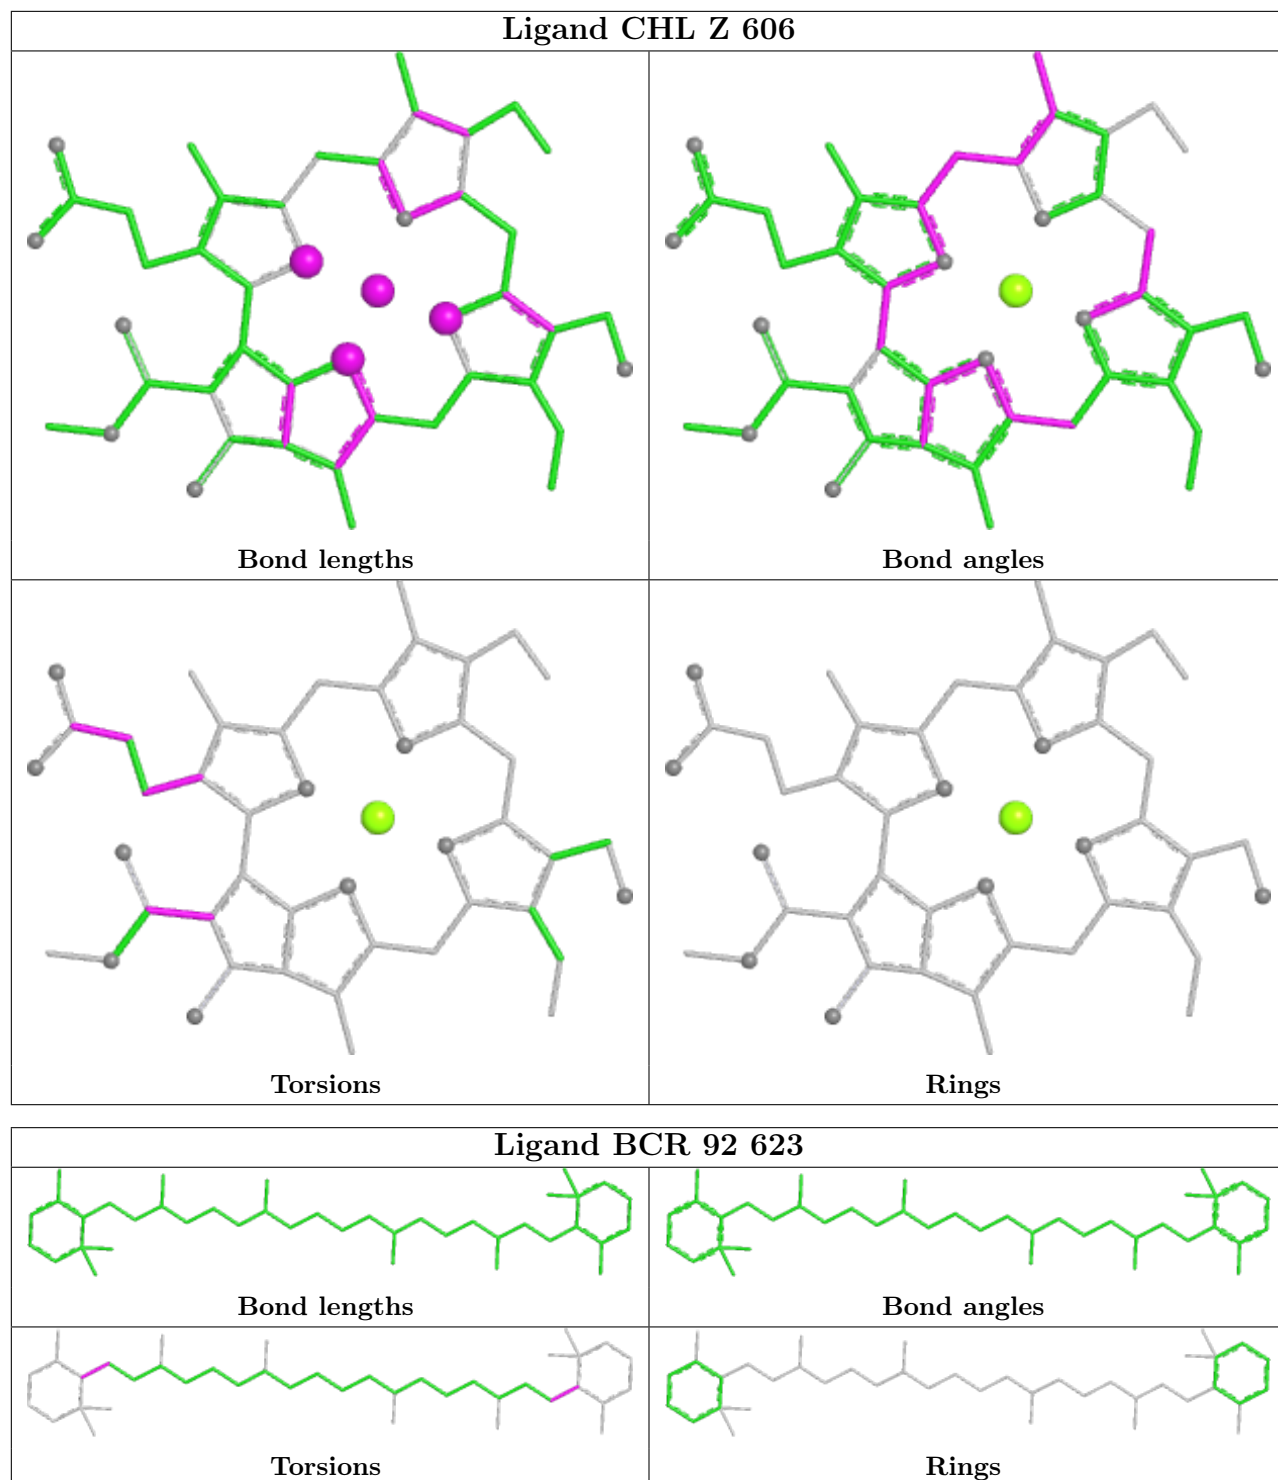 Ligand CHL Z 606
Bond lengths
Bond angles
Torsions
Rings
Ligand BCR 92 623
Bond lengths
Bond angles
Torsions
Rings